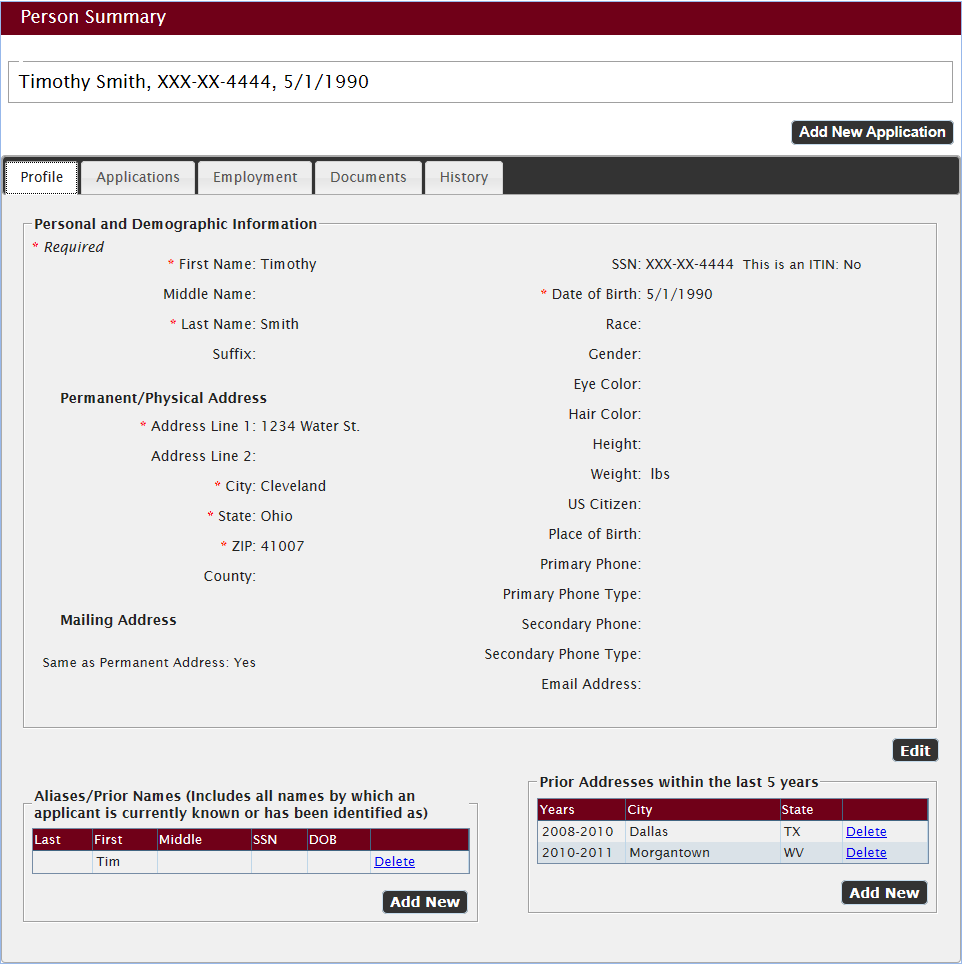 Person Summary
Timothy Smith, XXX-XX-4444, 5/1/1990
Add New Application
Profile Applications Employment Documents History
Personal and Demographic Information
* Required
* First Name: Timothy
Middle Name:
* Last Name: Smith
Suffix:
Permanent/Physical Address
* Address Line 1: 1234 Water St.
Address Line 2:
* City: Cleveland
* State: Ohio
* ZIP: 41007
County:
Mailing Address
Same as Permanent Address: Yes
SSN: XXX-XX-4444 This is an ITIN: No
* Date of Birth: 5/1/1990
Race:
Gender:
Eye Color:
Hair Color:
Height:
Weight: lbs
US Citizen:
Place of Birth:
Primary Phone:
Primary Phone Type:
Secondary Phone:
Secondary Phone Type:
Email Address:
Edit
Aliases/Prior Names (Includes all names by which an
applicant is currently known or has been identified as)
Last First Middle SSN DOB
Tim Delete
Add New
Prior Addresses within the last 5 years
Years City State
2008-2010 Dallas TX Delete
2010-2011 Morgantown WV Delete
Add New